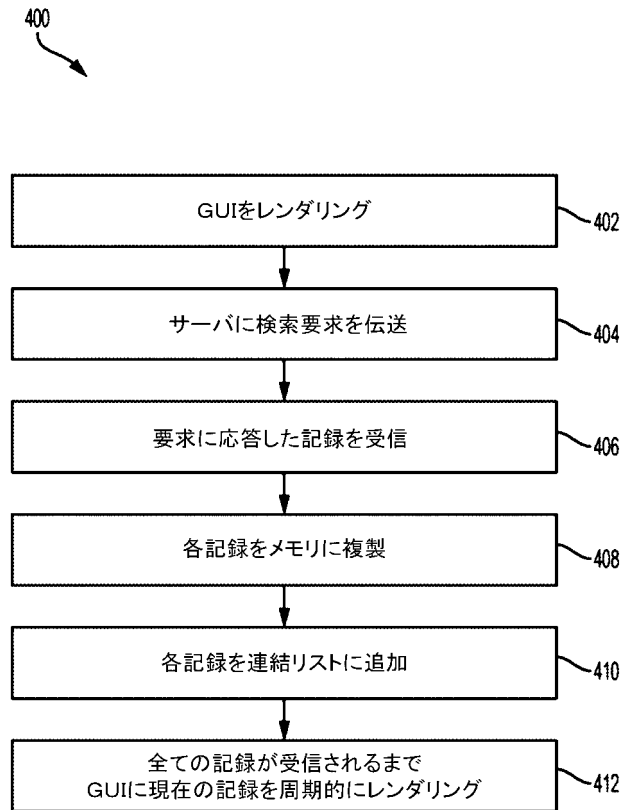 400
GUIをレンダリング
402
サーバに検索要求を伝送
404
要求に応答した記録を受信
406
各記録をメモリに複製
408
各記録を連結リストに追加
410
全ての記録が受信されるまで
GUIに現在の記録を周期的にレンダリング
412